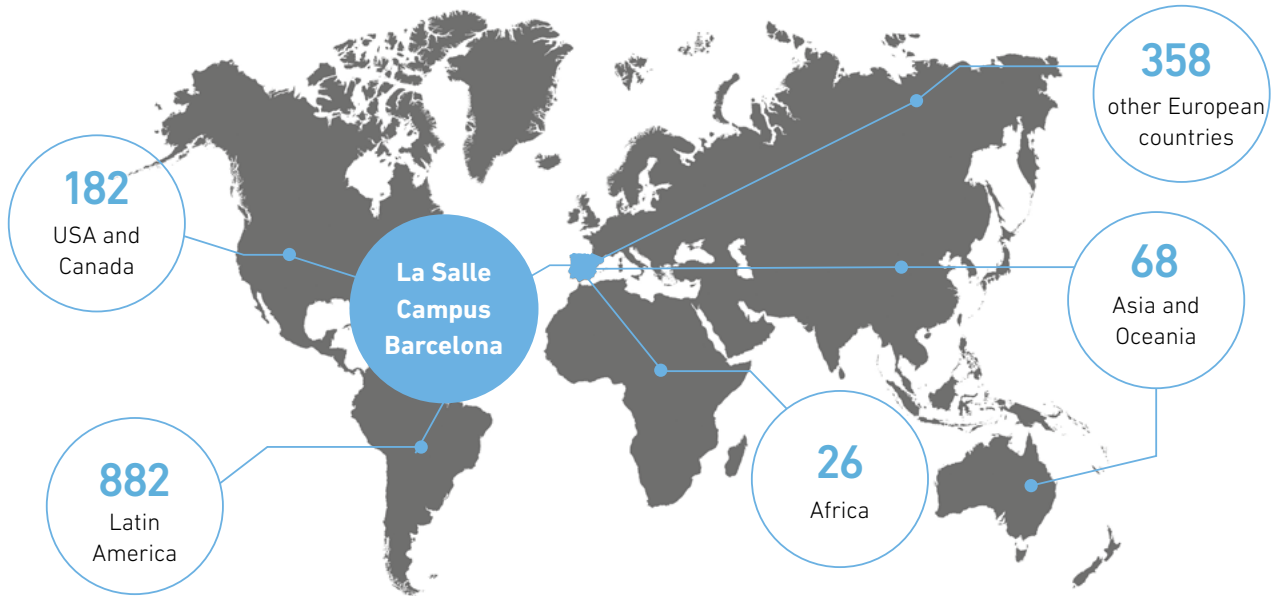 358
other European
countries
182
USA and
Canada
La Salle
Campus
Barcelona
68
Asia and
Oceania
882
Latin
America
26
Africa